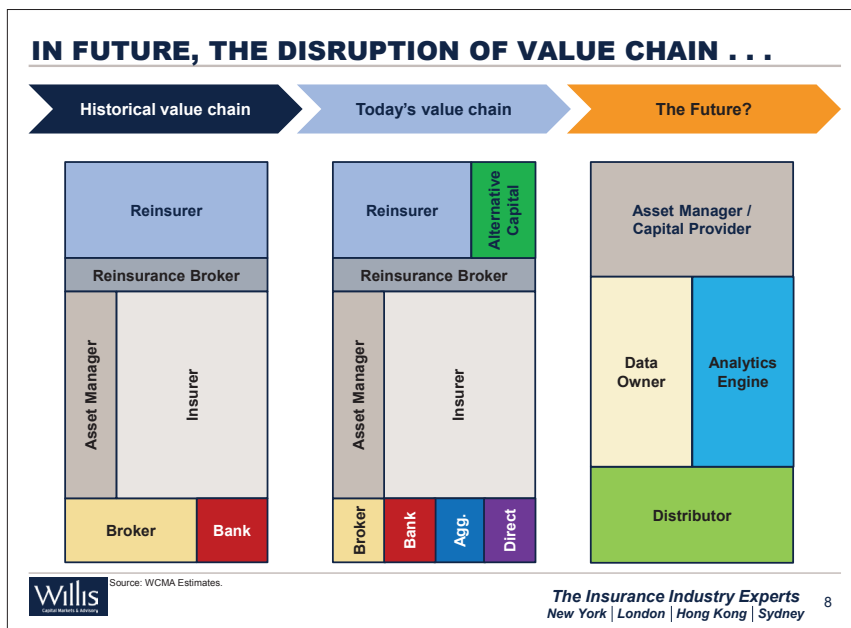 IN FUTURE, THE DISRUPTION OF VALUE CHAIN . . .
Historical value chain
Today's value chain
The Future?
Reinsurer
Reinsurance Broker
Asset Manager
Insurer
Broker
Bank
Reinsurer
Alternative
Capital
Reinsurance Broker
Asset Manager
Insurer
Broker
Bank
Agg.
Direct
Asset Manager /
Capital Provider
Data
Owner
Analytics
Engine
Distributor
Willis
Capital Markets & Advisory
Source: WCMA Estimates.
The Insurance Industry Experts
New York | London | Hong Kong | Sydney
8